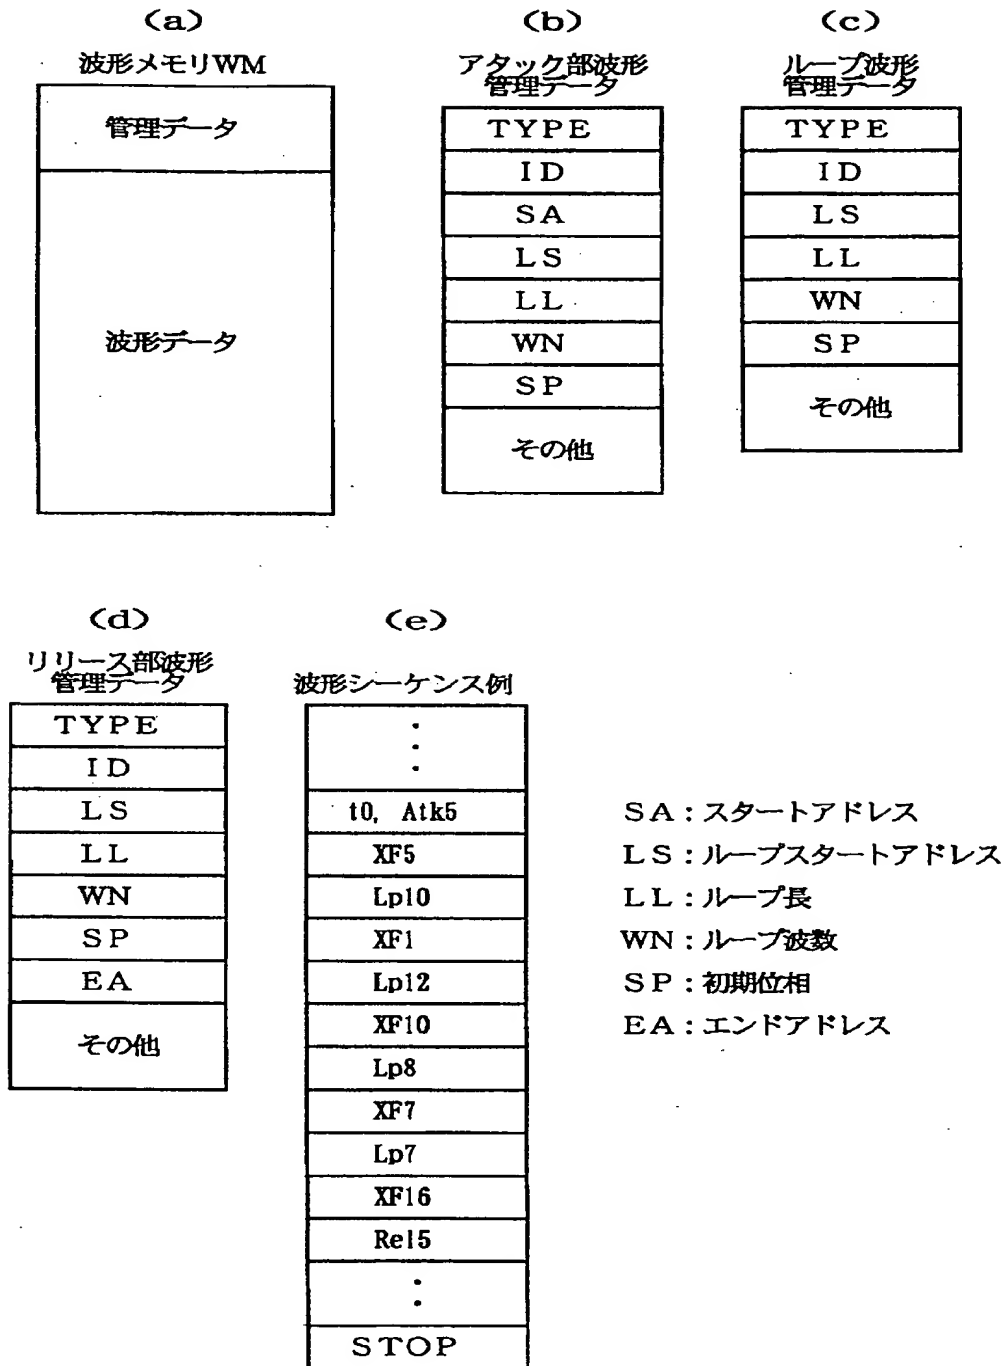 (a)
波形メモリWM
管理データ
波形データ
(b)
アタック部波形
管理データ
TYPE
ID
SA
LS
LL
WN
SP
その他
(c)
ループ波形
管理データ
TYPE
ID
LS
LL
WN
SP
その他
(d)
リリース部波形
管理データ
TYPE
ID
LS
LL
WN
SP
EA
その他
(e)
波形シーケンス例
t0, Atk5
XF5
Lp10
XF1
Lp12
XF10
Lp8
XF7
Lp7
XF16
Rel5
STOP
SA:スタートアドレス
LS:ループスタートアドレス
LL:ループ長
WN:ループ波数
SP:初期位相
EA:エンドアドレス